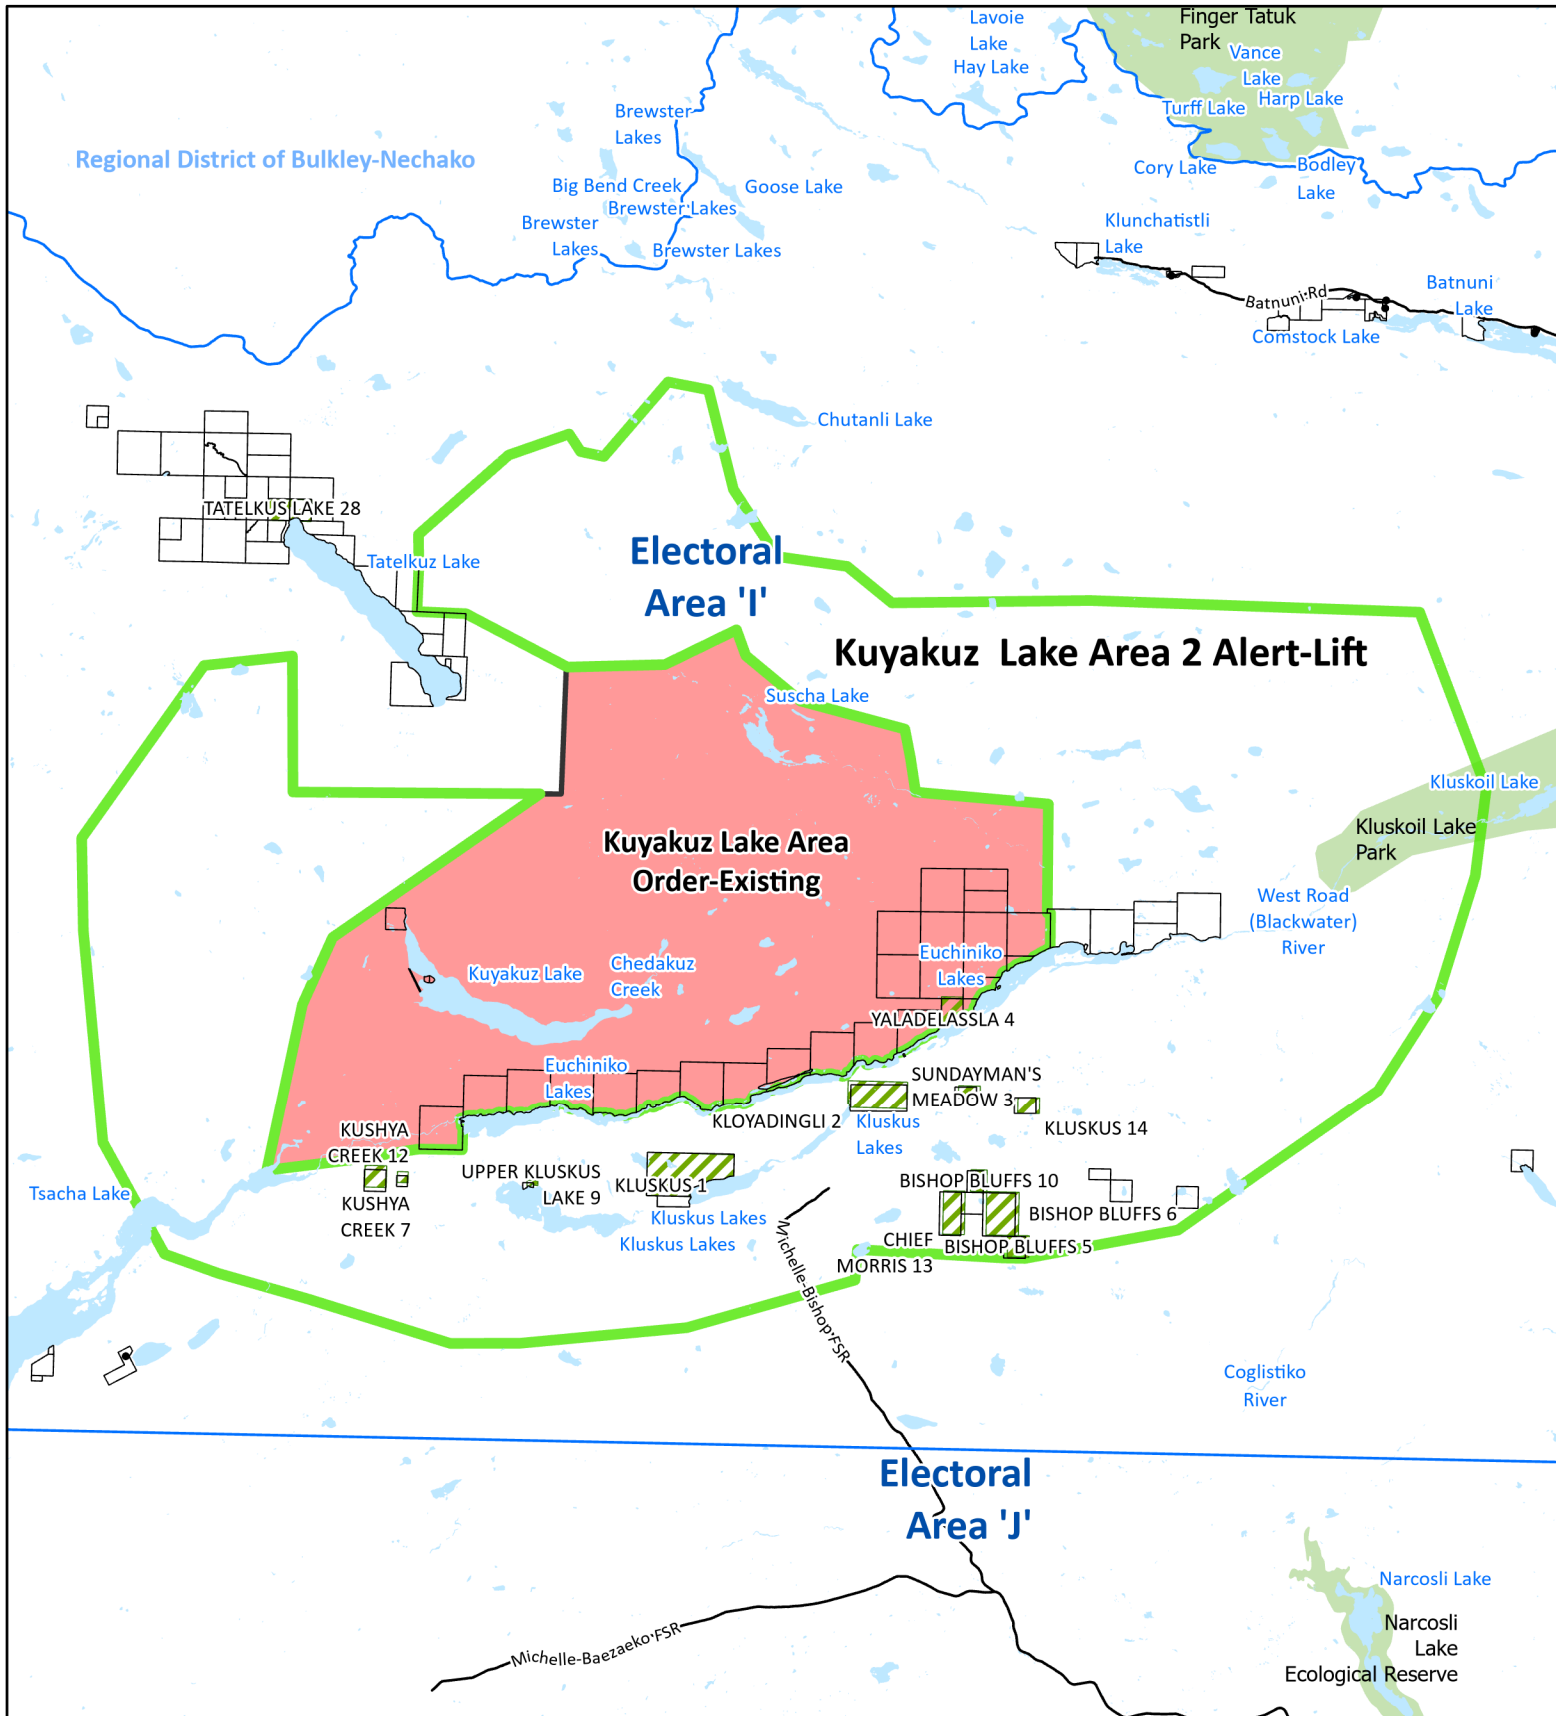 Finger Tatuk
Park
Lavoie
Lake
Hay Lake
Vance
Lake
Harp Lake
Turff Lake
Brewster
Lakes
Regional District of Bulkley-Nechako
Cory Lake
Bodley
Lake
Big Bend Creek
Goose Lake
Brewster Lakes
Brewster
Lakes
Brewster Lakes
Klunchatistli
Lake
Batnuni Rd
Batnuni
Lake
Comstock Lake
Chutanli Lake
TATELKUS LAKE 28
Tatelkuz Lake
Electoral
Area 'I'
Kuyakuz Lake Area 2 Alert-Lift
Suscha Lake
Kluskoil Lake
Kluskoil Lake
Park
Kuyakuz Lake Area
Order-Existing
West Road
(Blackwater)
River
Euchiniko
Lakes
Kuyakuz Lake
Chedakuz
Creek
YALADELASSLA 4
Euchiniko
Lakes
SUNDAYMAN'S
MEADOW 3
KLOYADINGLI 2
Kluskus
Lakes
KLUSKUS 14
KUSHYA
CREEK 12
UPPER KLUSKUS
LAKE 9
KLUSKUS 1
BISHOP BLUFFS 10
Tsacha Lake
KUSHYA
CREEK 7
Kluskus Lakes
Kluskus Lakes
BISHOP BLUFFS 6
CHIEF
MORRIS 13
BISHOP BLUFFS 5
Michelle-Bishop FSR
Coglistiko
River
Electoral
Area 'J'
Michelle-Baezaeko FSR
Narcosli Lake
Narcosli
Lake
Ecological Reserve